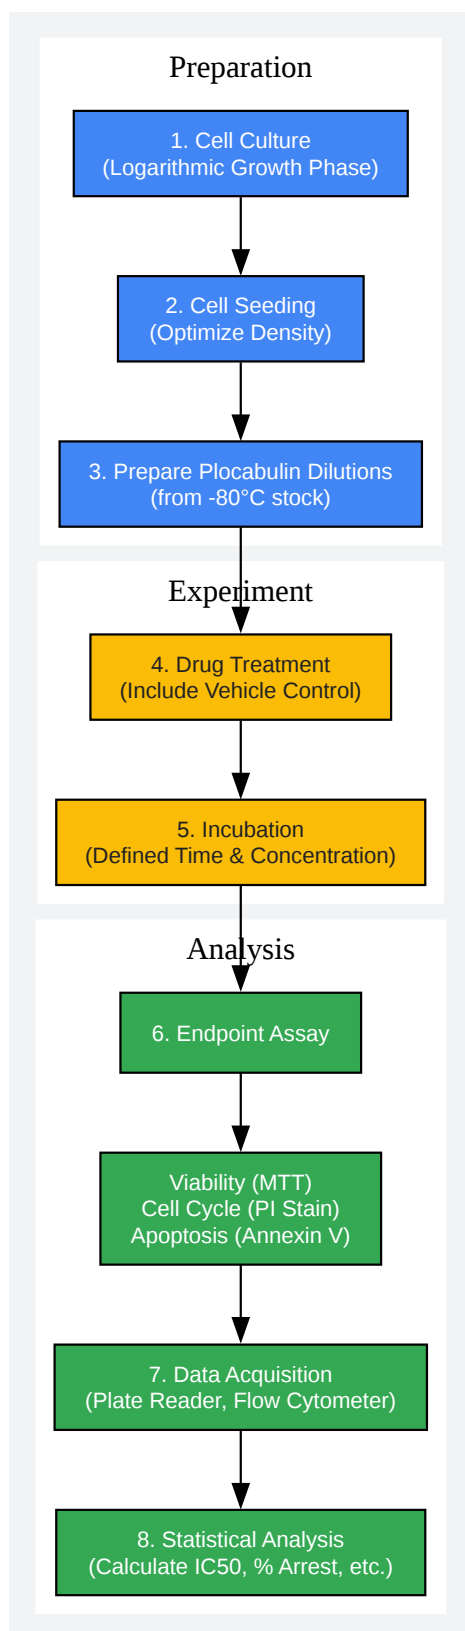 Preparation
1. Cell Culture
(Logarithmic Growth Phase)
2. Cell Seeding
(Optimize Density)
3. Prepare Plocabulin Dilutions
(from -80°C stock)
Experiment
4. Drug Treatment
(Include Vehicle Control)
5. Incubation
(Defined Time & Concentration)
Analysis
6. Endpoint Assay
Viability (MTT)
Cell Cycle (PI Stain)
Apoptosis (Annexin V)
7. Data Acquisition
(Plate Reader, Flow Cytometer)
8. Statistical Analysis
(Calculate IC50, % Arrest, etc.)